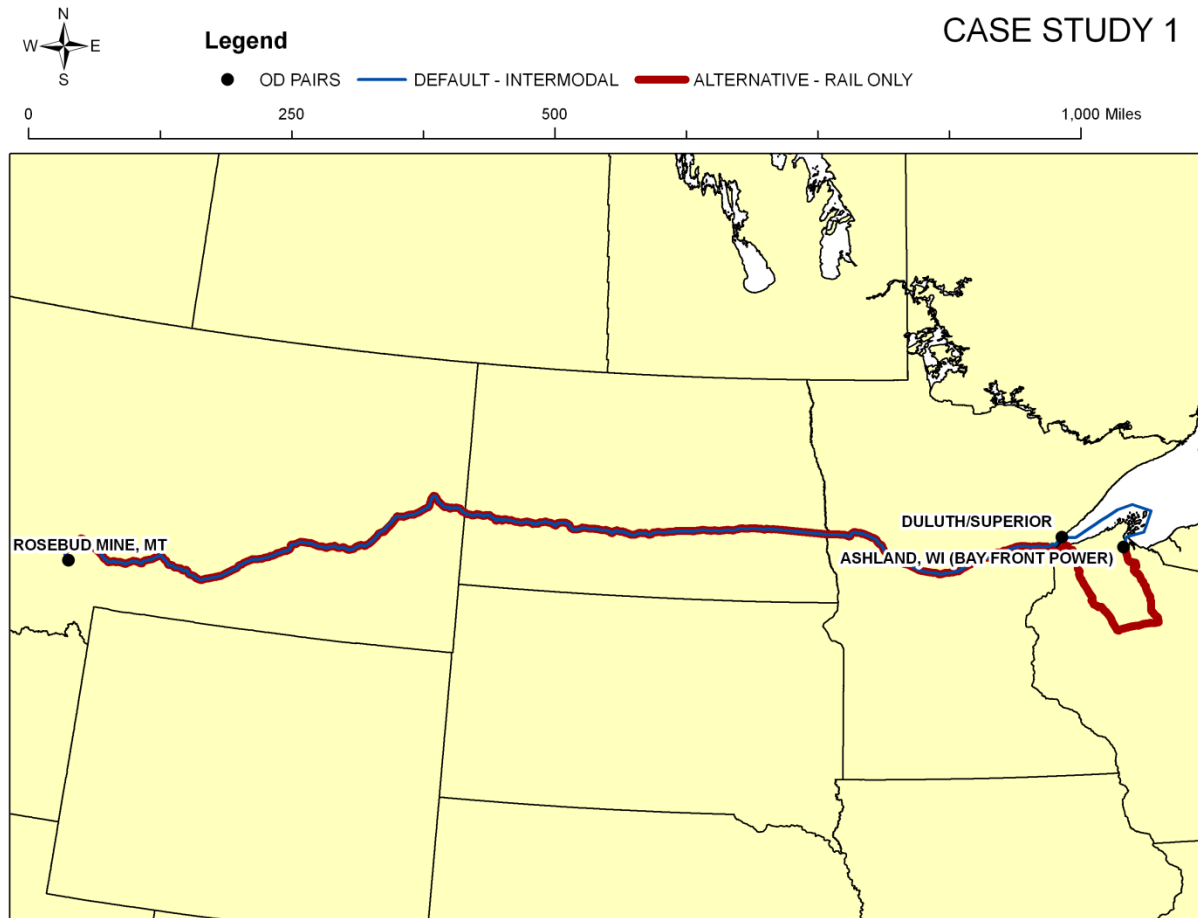 CASE STUDY 1
N
W E
S
Legend
OD PAIRS DEFAULT - INTERMODAL ALTERNATIVE - RAIL ONLY
0 250 500 1,000 Miles
DULUTH/SUPERIOR
ROSEBUD MINE, MT
ASHLAND, WI (BAY FRONT POWER)